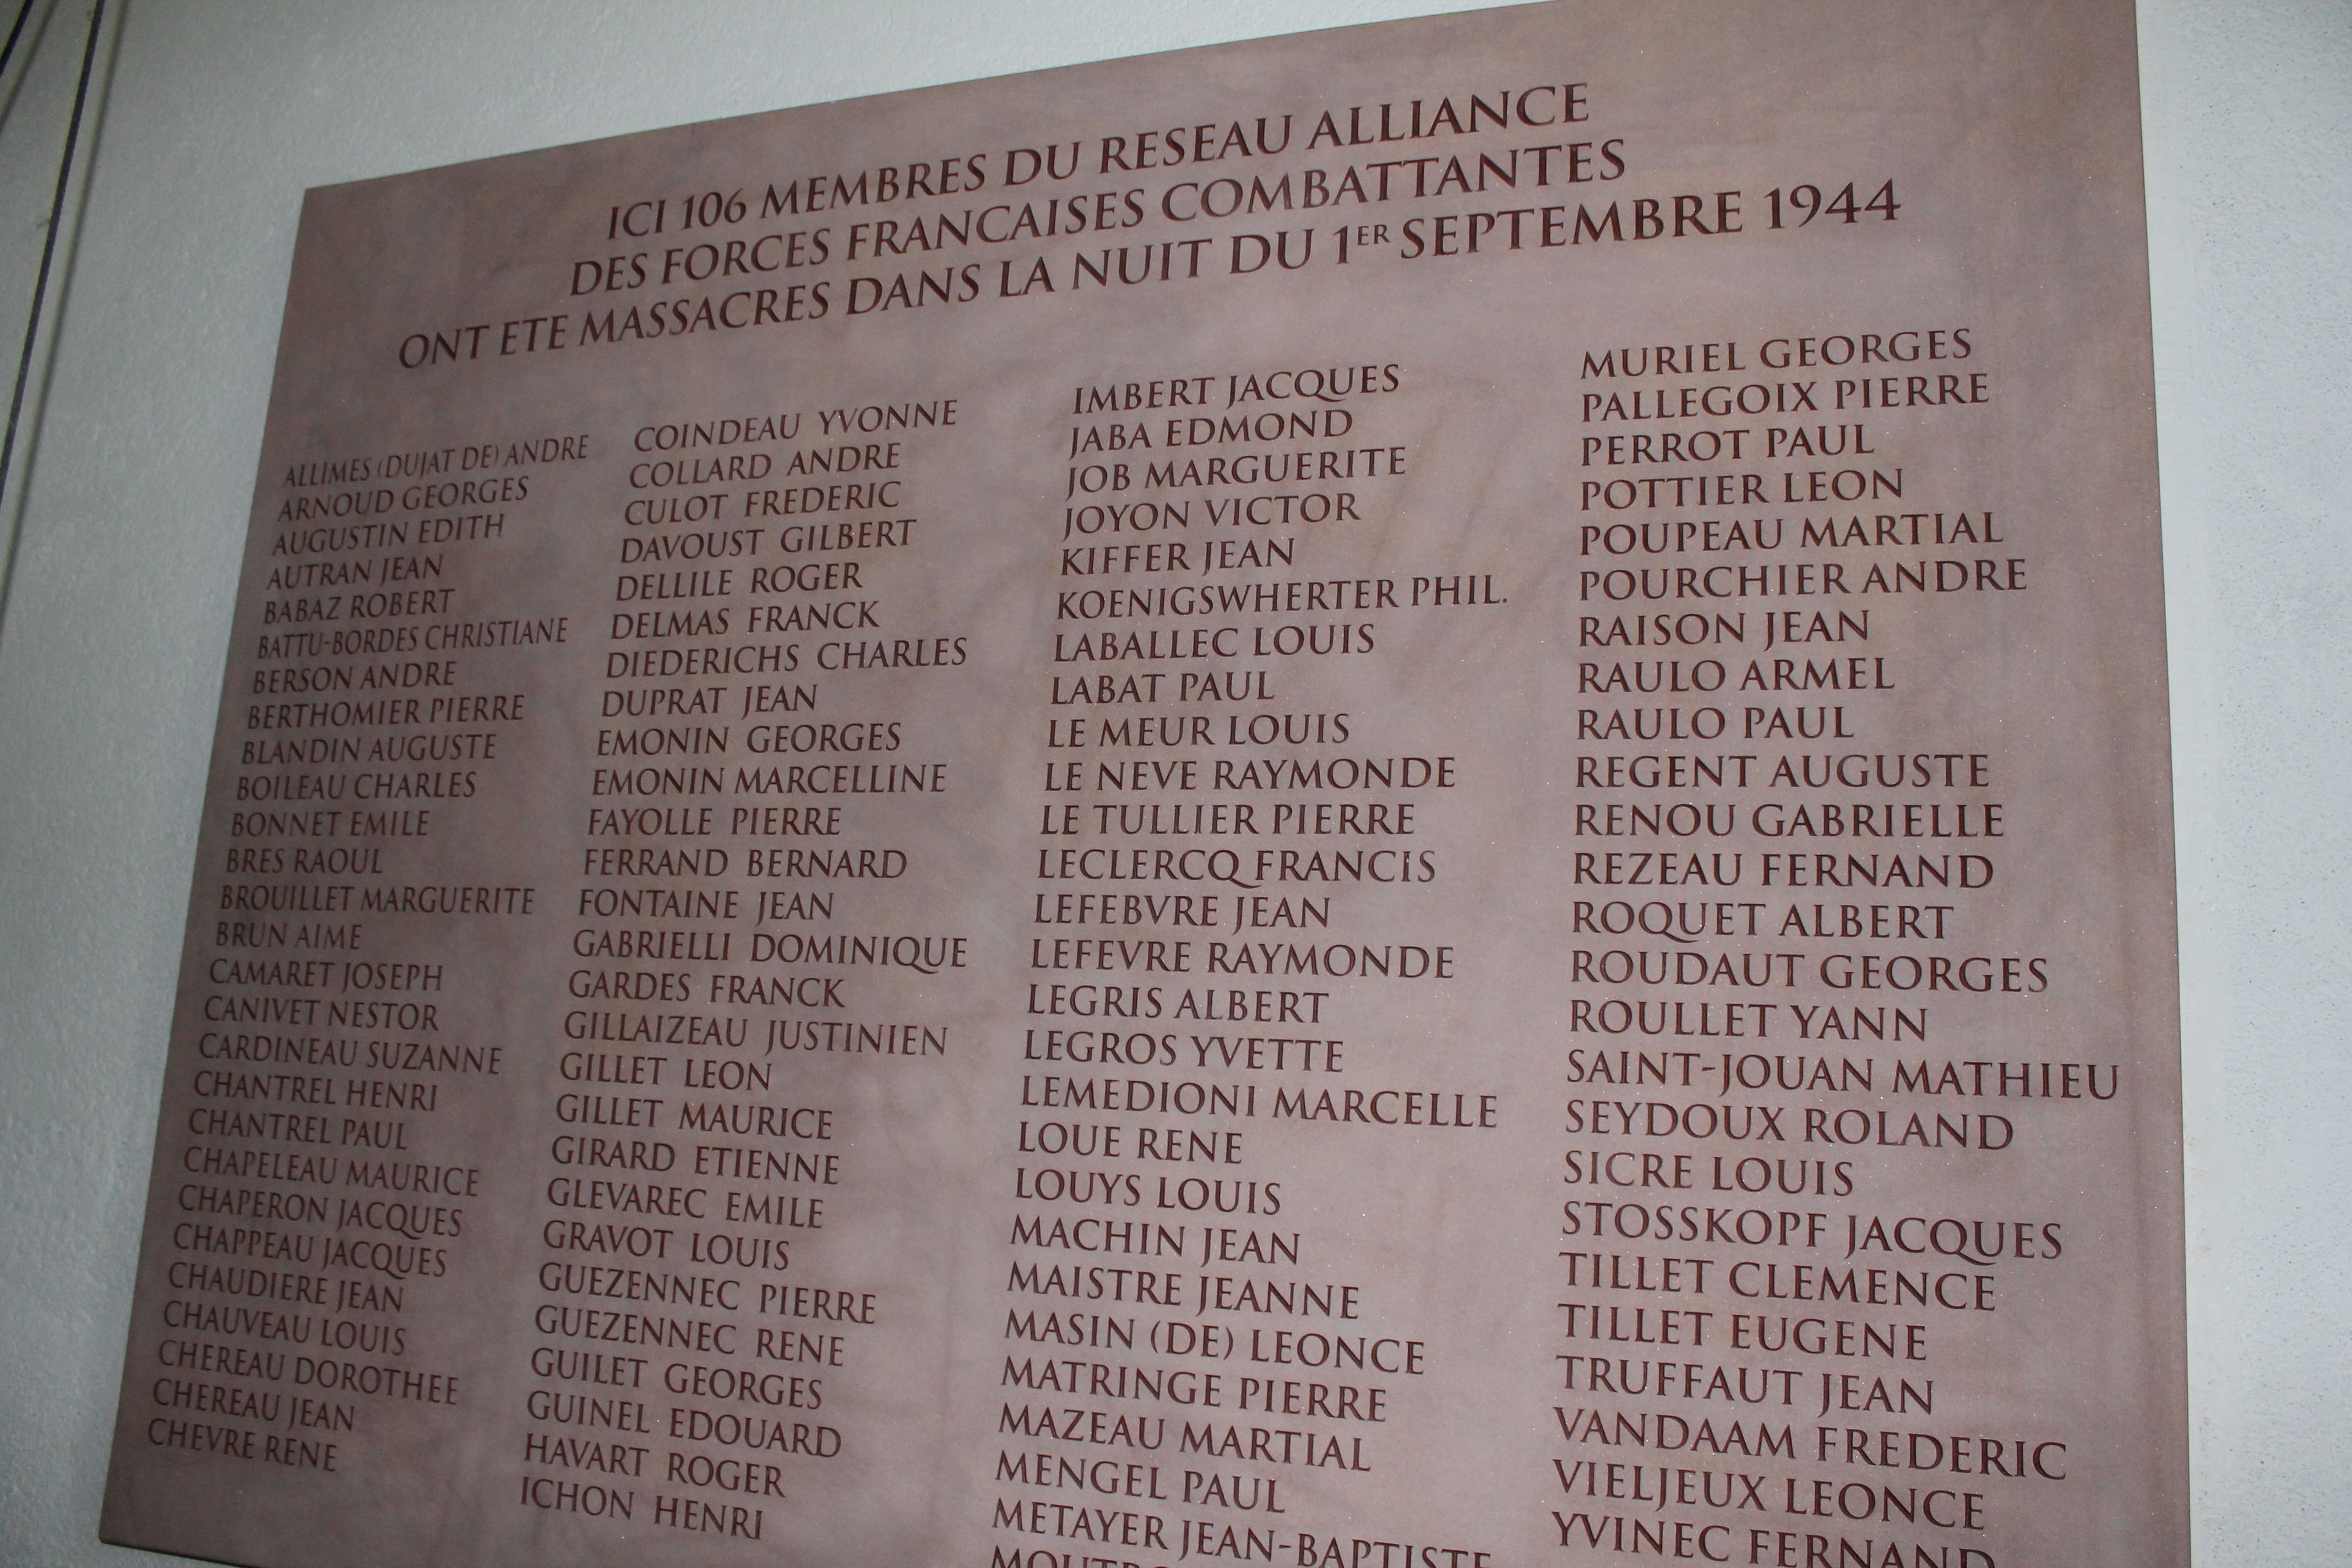 ICI 106 MEMBRES DU RESEAU ALLIANCE
DES FORCES FRANCAISES COMBATTANTES
ONT ETE MASSACRES DANS LA NUIT DU 1ER SEPTEMBRE 1944
ALLIMES (DUJAT DE) ANDRE
ARNOUD GEORGES
AUGUSTIN EDITH
AUTRAN JEAN
BABAZ ROBERT
BATTU-BORDES CHRISTIANE
BERSON ANDRE
BERTHOMIER PIERRE
BLANDIN AUGUSTE
BOILEAU CHARLES
BONNET EMILE
BRES RAOUL
BROUILLET MARGUERITE
BRUN AIME
CAMARET JOSEPH
CANIVET NESTOR
CARDINEAU SUZANNE
CHANTREL HENRI
CHANTREL PAUL
CHAPELEAU MAURICE
CHAPERON JACQUES
CHAPPEAU JACQUES
CHAUDIERE JEAN
CHAUVEAU LOUIS
CHEREAU DOROTHEE
CHEREAU JEAN
CHEVRE RENE
COINDEAU YVONNE
COLLARD ANDRE
CULOT FREDERIC
DAVOUST GILBERT
DELLILE ROGER
DELMAS FRANCK
DIEDERICHS CHARLES
DUPRAT JEAN
EMONIN GEORGES
EMONIN MARCELLINE
FAYOLLE PIERRE
FERRAND BERNARD
FONTAINE JEAN
GABRIELLI DOMINIQUE
GARDES FRANCK
GILLAIZEAU JUSTINIEN
GILLET LEON
GILLET MAURICE
GIRARD ETIENNE
GLEVAREC EMILE
GRAVOT LOUIS
GUEZENNEC PIERRE
GUEZENNEC RENE
GUILET GEORGES
GUINEL EDOUARD
HAVART ROGER
ICHON HENRI
IMBERT JACQUES
JABA EDMOND
JOB MARGUERITE
JOYON VICTOR
KIFFER JEAN
KOENIGSWHERTER PHIL.
LABALLEC LOUIS
LABAT PAUL
LE MEUR LOUIS
LE NEVE RAYMONDE
LE TULLIER PIERRE
LECLERCQ FRANCIS
LEFEBVRE JEAN
LEFEVRE RAYMONDE
LEGRIS ALBERT
LEGROS YVETTE
LEMEDIONI MARCELLE
LOUE RENE
LOUYS LOUIS
MACHIN JEAN
MAISTRE JEANNE
MASIN (DE) LEONCE
MATRINGE PIERRE
MAZEAU MARTIAL
MENGEL PAUL
METAYER JEAN-BAPTISTE
MURIEL GEORGES
PALLEGOIX PIERRE
PERROT PAUL
POTTIER LEON
POUPEAU MARTIAL
POURCHIER ANDRE
RAISON JEAN
RAULO ARMEL
RAULO PAUL
REGENT AUGUSTE
RENOU GABRIELLE
REZEAU FERNAND
ROQUET ALBERT
ROUDAUT GEORGES
ROULLET YANN
SAINT-JOUAN MATHIEU
SEYDOUX ROLAND
SICRE LOUIS
STOSSKOPF JACQUES
TILLET CLEMENCE
TILLET EUGENE
TRUFFAUT JEAN
VANDAAM FREDERIC
VIELJEUX LEONCE
YVINEC FERNAND